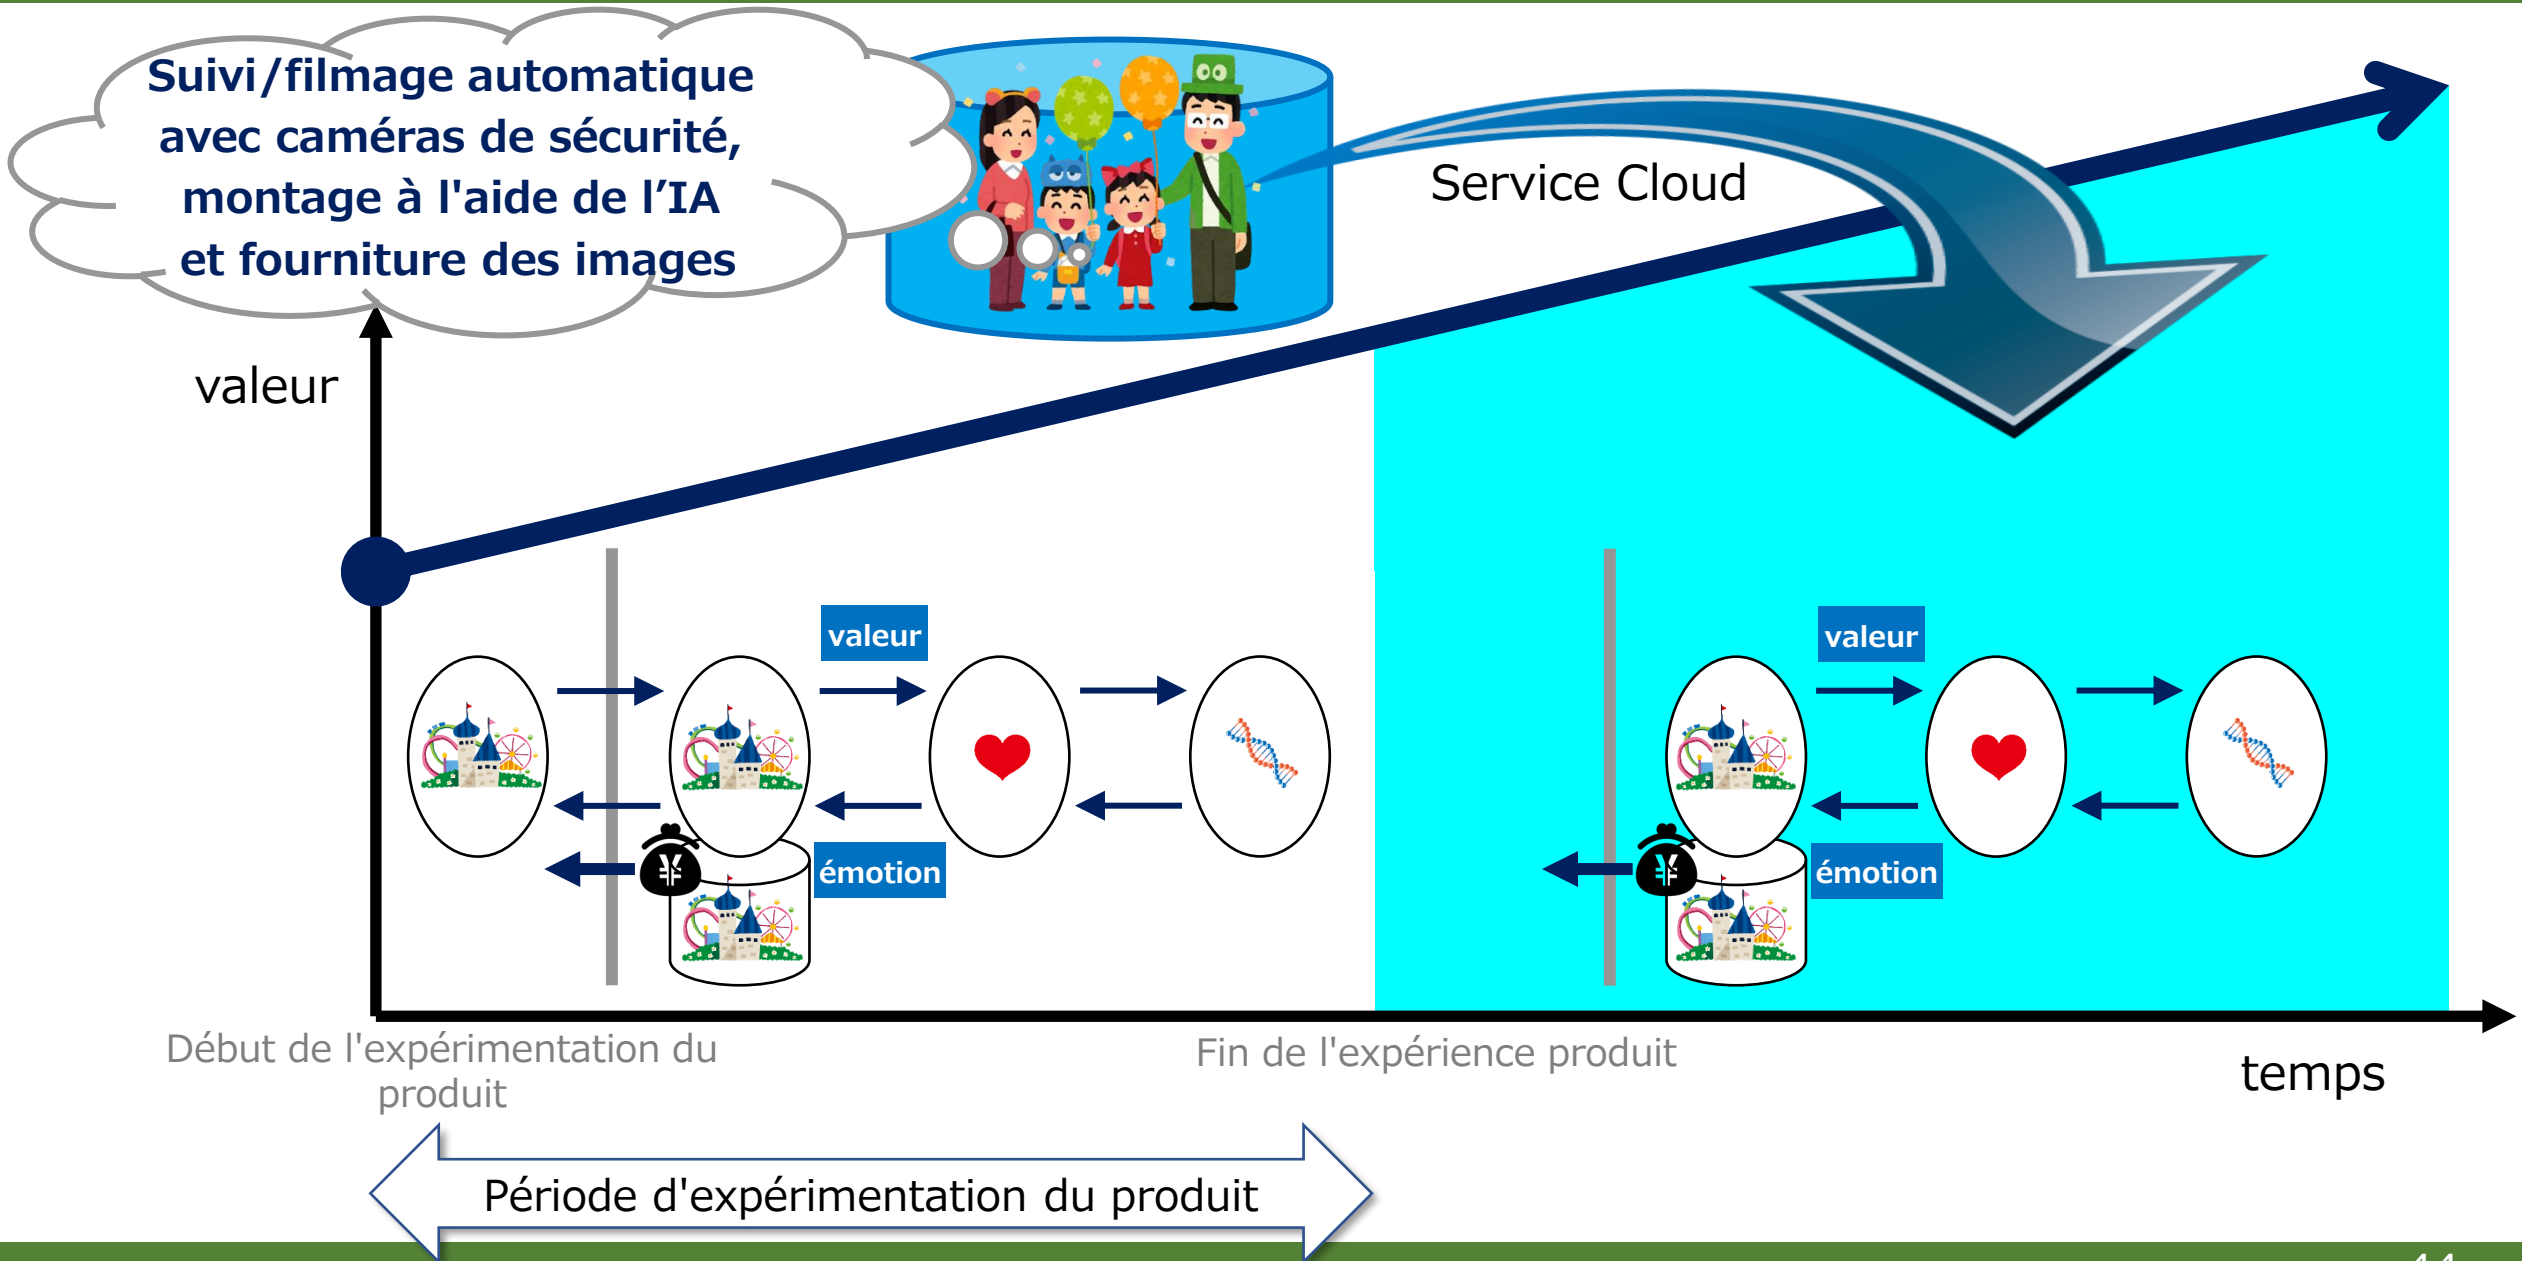 Suivi/filmage automatique
avec caméras de sécurité,
montage à l'aide de l’IA
et fourniture des images
Service Cloud
valeur
valeur
valeur
¥
émotion
¥
émotion
Début de l'expérimentation du
produit
Fin de l'expérience produit
temps
Période d'expérimentation du produit